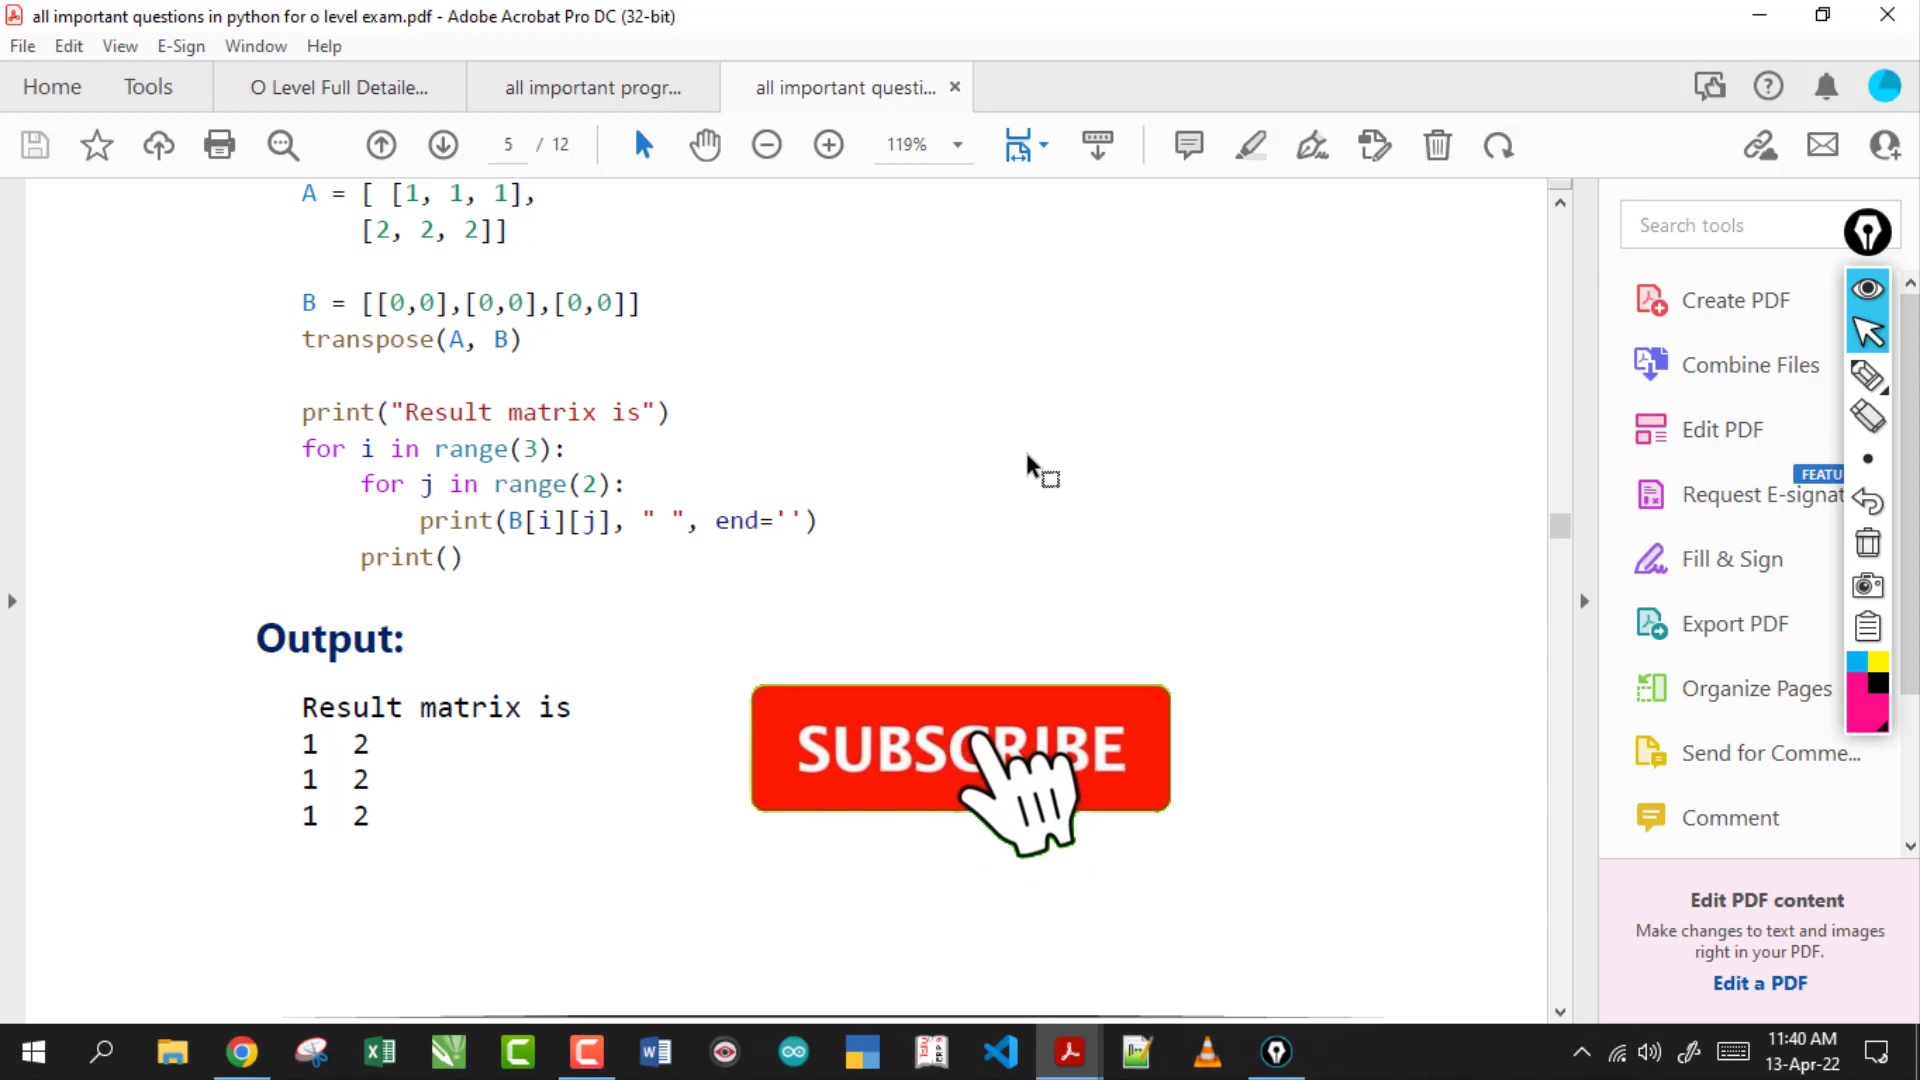 all important questions in python for o level exam.pdf - Adobe Acrobat Pro DC (32-bit)
File Edit View E-Sign Window Help
Home Tools O Level Full Detaile... all important progr... all important questi...
5 / 12 119%
A = [ [1, 1, 1],
[2, 2, 2]]
B = [[0,0],[0,0],[0,0]]
transpose(A, B)
print("Result matrix is")
for i in range(3):
for j in range(2):
print(B[i][j], " ", end='')
print()
Output:
Result matrix is
1 2
1 2
1 2
SUBSCRIBE
Search tools
Create PDF
Combine Files
Edit PDF
FEATU
Request E-signat
Fill & Sign
Export PDF
Organize Pages
Send for Comme...
Comment
Edit PDF content
Make changes to text and images
right in your PDF.
Edit a PDF
11:40 AM
13-Apr-22